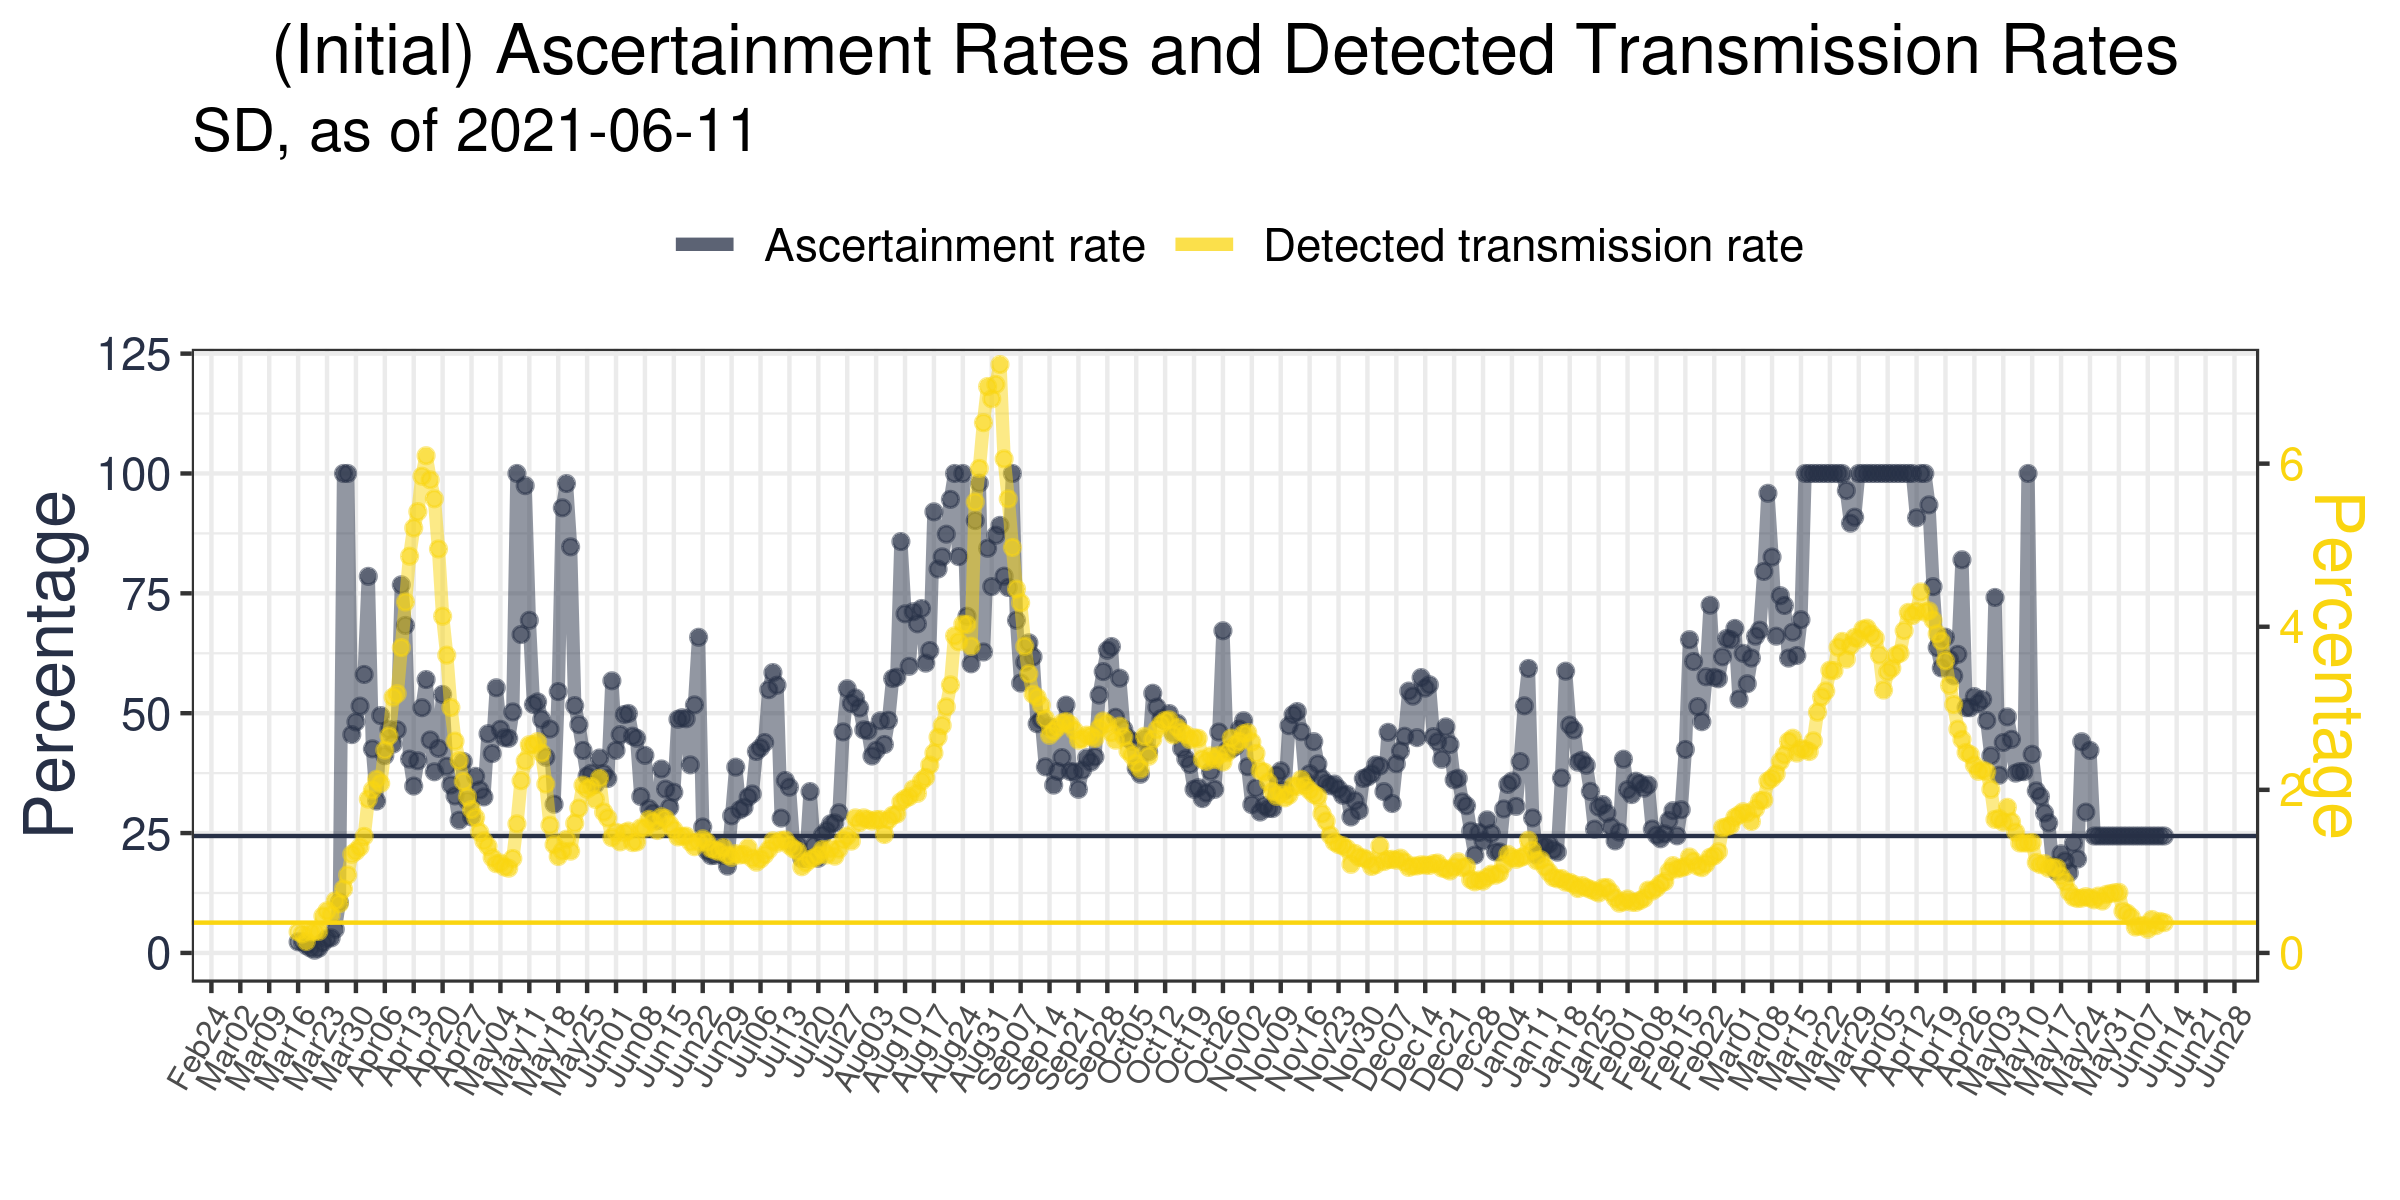 (Initial) Ascertainment Rates and Detected Transmission Rates
SD, as of 2021-06-11
Ascertainment rate Detected transmission rate
Percentage
125
100
75
50
25
0
6
4
2
0
Percentage
Feb24 Mar02 Mar09 Mar16 Mar23 Mar30 Apr06 Apr13 Apr20 Apr27 May04 May11 May18 May25 Jun01 Jun08 Jun15 Jun22 Jun29 Jul06 Jul13 Jul20 Jul27 Aug03 Aug10 Aug17 Aug24 Aug31 Sep07 Sep14 Sep21 Sep28 Oct05 Oct12 Oct19 Oct26 Nov02 Nov09 Nov16 Nov23 Nov30 Dec07 Dec14 Dec21 Dec28 Jan04 Jan11 Jan18 Jan25 Feb01 Feb08 Feb15 Feb22 Mar01 Mar08 Mar15 Mar22 Mar29 Apr05 Apr12 Apr19 Apr26 May03 May10 May17 May24 May31 Jun07 Jun14 Jun21 Jun28